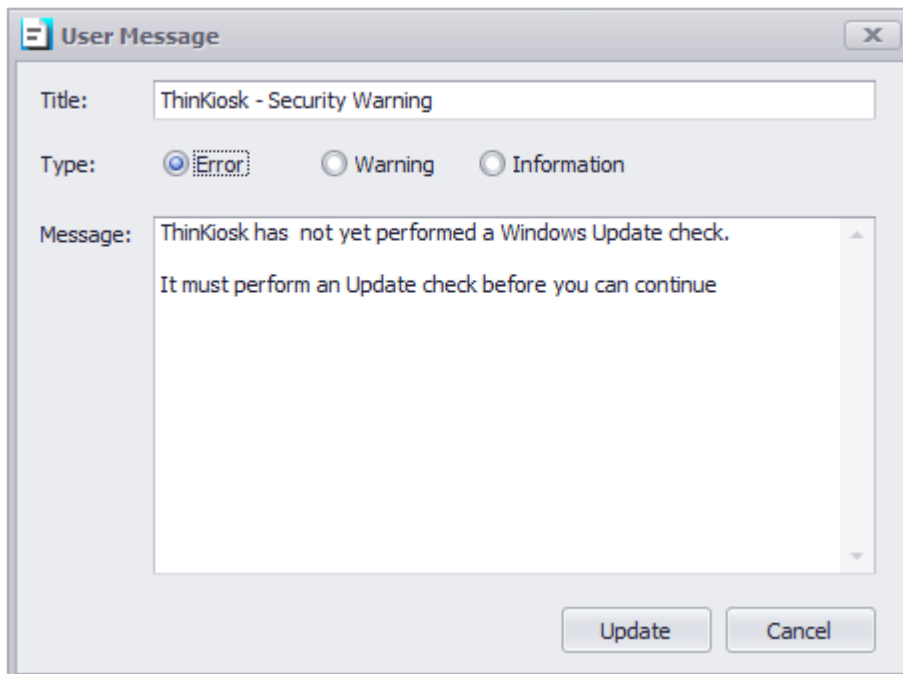 User Message
Title: ThinKiosk - Security Warning
Type: Error Warning Information
Message: ThinKiosk has  not yet performed a Windows Update check.
It must perform an Update check before you can continue
Update Cancel